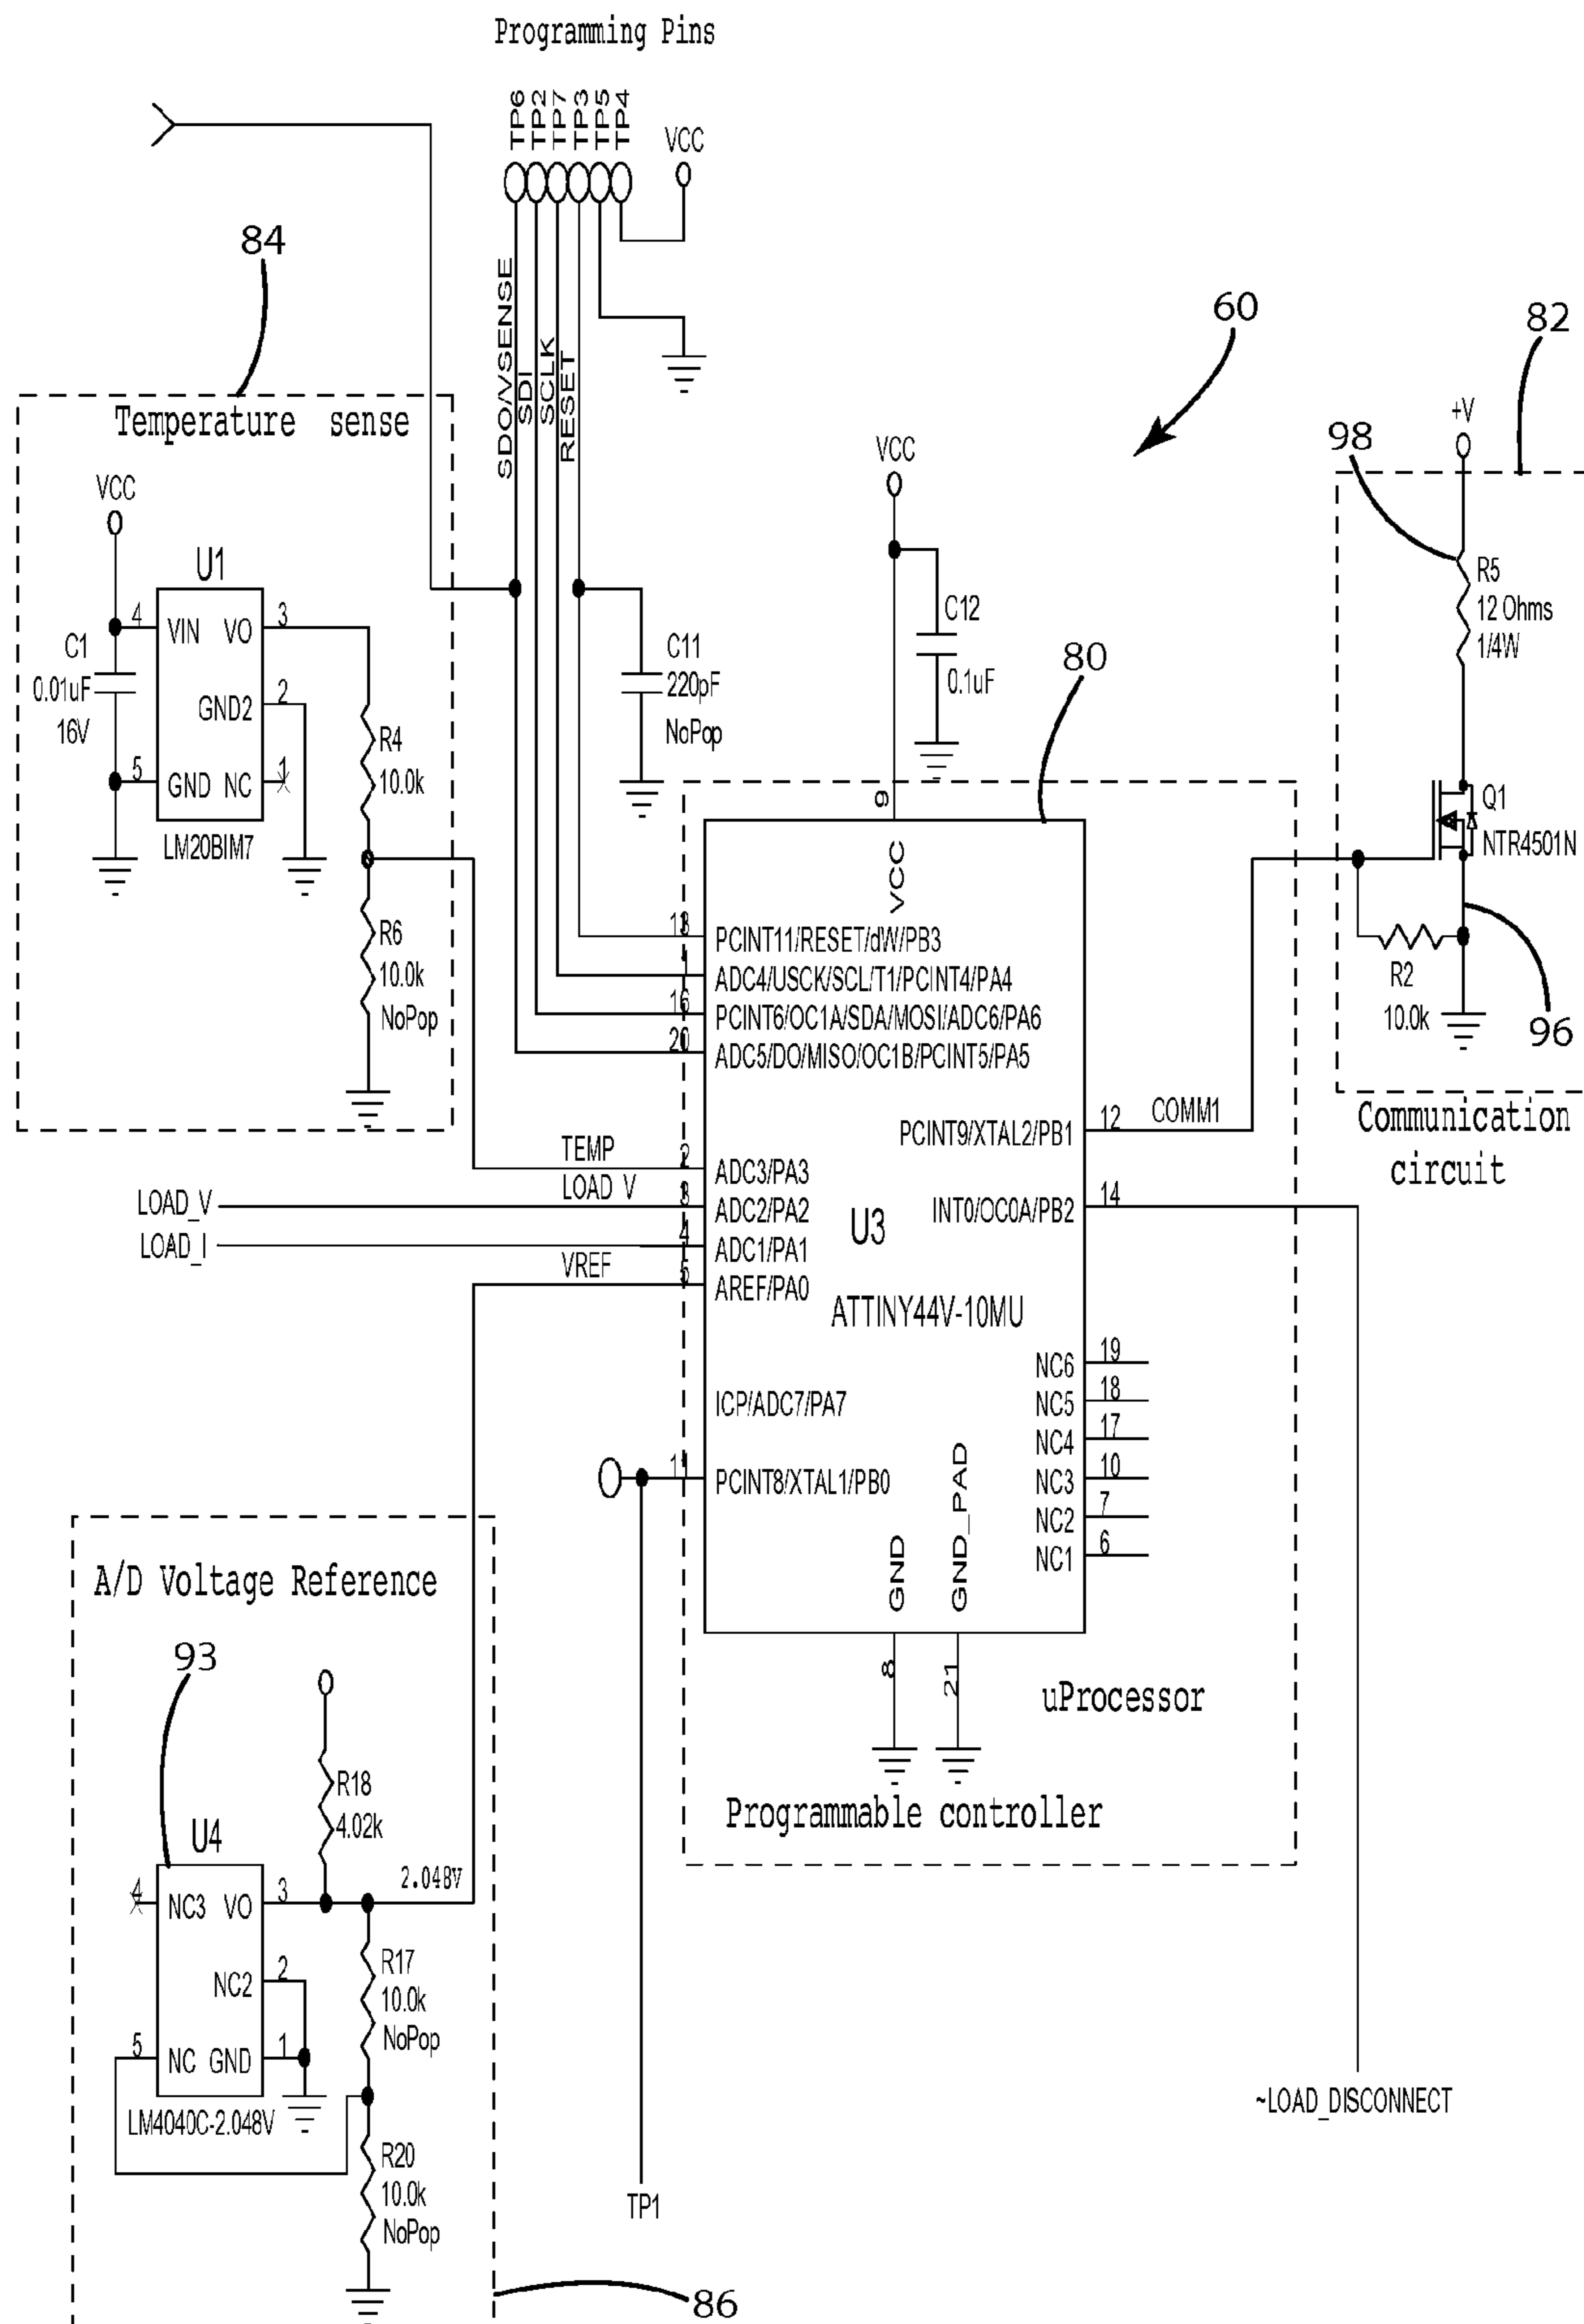 Programming Pins
TP6
TP2
TP7
TP3
TP5
TP4
VCC
84
60
82
SDO/VSENSE
SDI
SCLK
RESET
Temperature sense
VCC
U1
4
VIN VO
3
C1
0.01uF
16V
GND2
2
5
GND NC
1
LM20BIM7
R4
10.0k
R6
10.0k
NoPop
C11
220pF
NoPop
VCC
C12
0.1uF
80
98
+V
R5
12 Ohms
1/4W
Q1
NTR4501N
R2
10.0k
96
Communication
circuit
9
VCC
13
PCINT11/RESET/dW/PB3
1
ADC4/USCK/SCL/T1/PCINT4/PA4
16
PCINT6/OC1A/SDA/MOSI/ADC6/PA6
20
ADC5/DO/MISO/OC1B/PCINT5/PA5
PCINT9/XTAL2/PB1
12
COMM1
TEMP
2
ADC3/PA3
LOAD_V
LOAD_V
3
ADC2/PA2
INT0/OC0A/PB2
14
LOAD_I
4
ADC1/PA1
U3
VREF
5
AREF/PA0
ATTINY44V-10MU
NC6
19
NC5
18
NC4
17
NC3
10
NC2
7
NC1
6
ICP/ADC7/PA7
11
PCINT8/XTAL1/PB0
GND
GND_PAD
8
21
uProcessor
Programmable controller
A/D Voltage Reference
93
R18
4.02k
U4
2.048V
4
NC3 VO
3
NC2
2
5
NC GND
1
LM4040C-2.048V
R17
10.0k
NoPop
R20
10.0k
NoPop
TP1
~LOAD_DISCONNECT
86